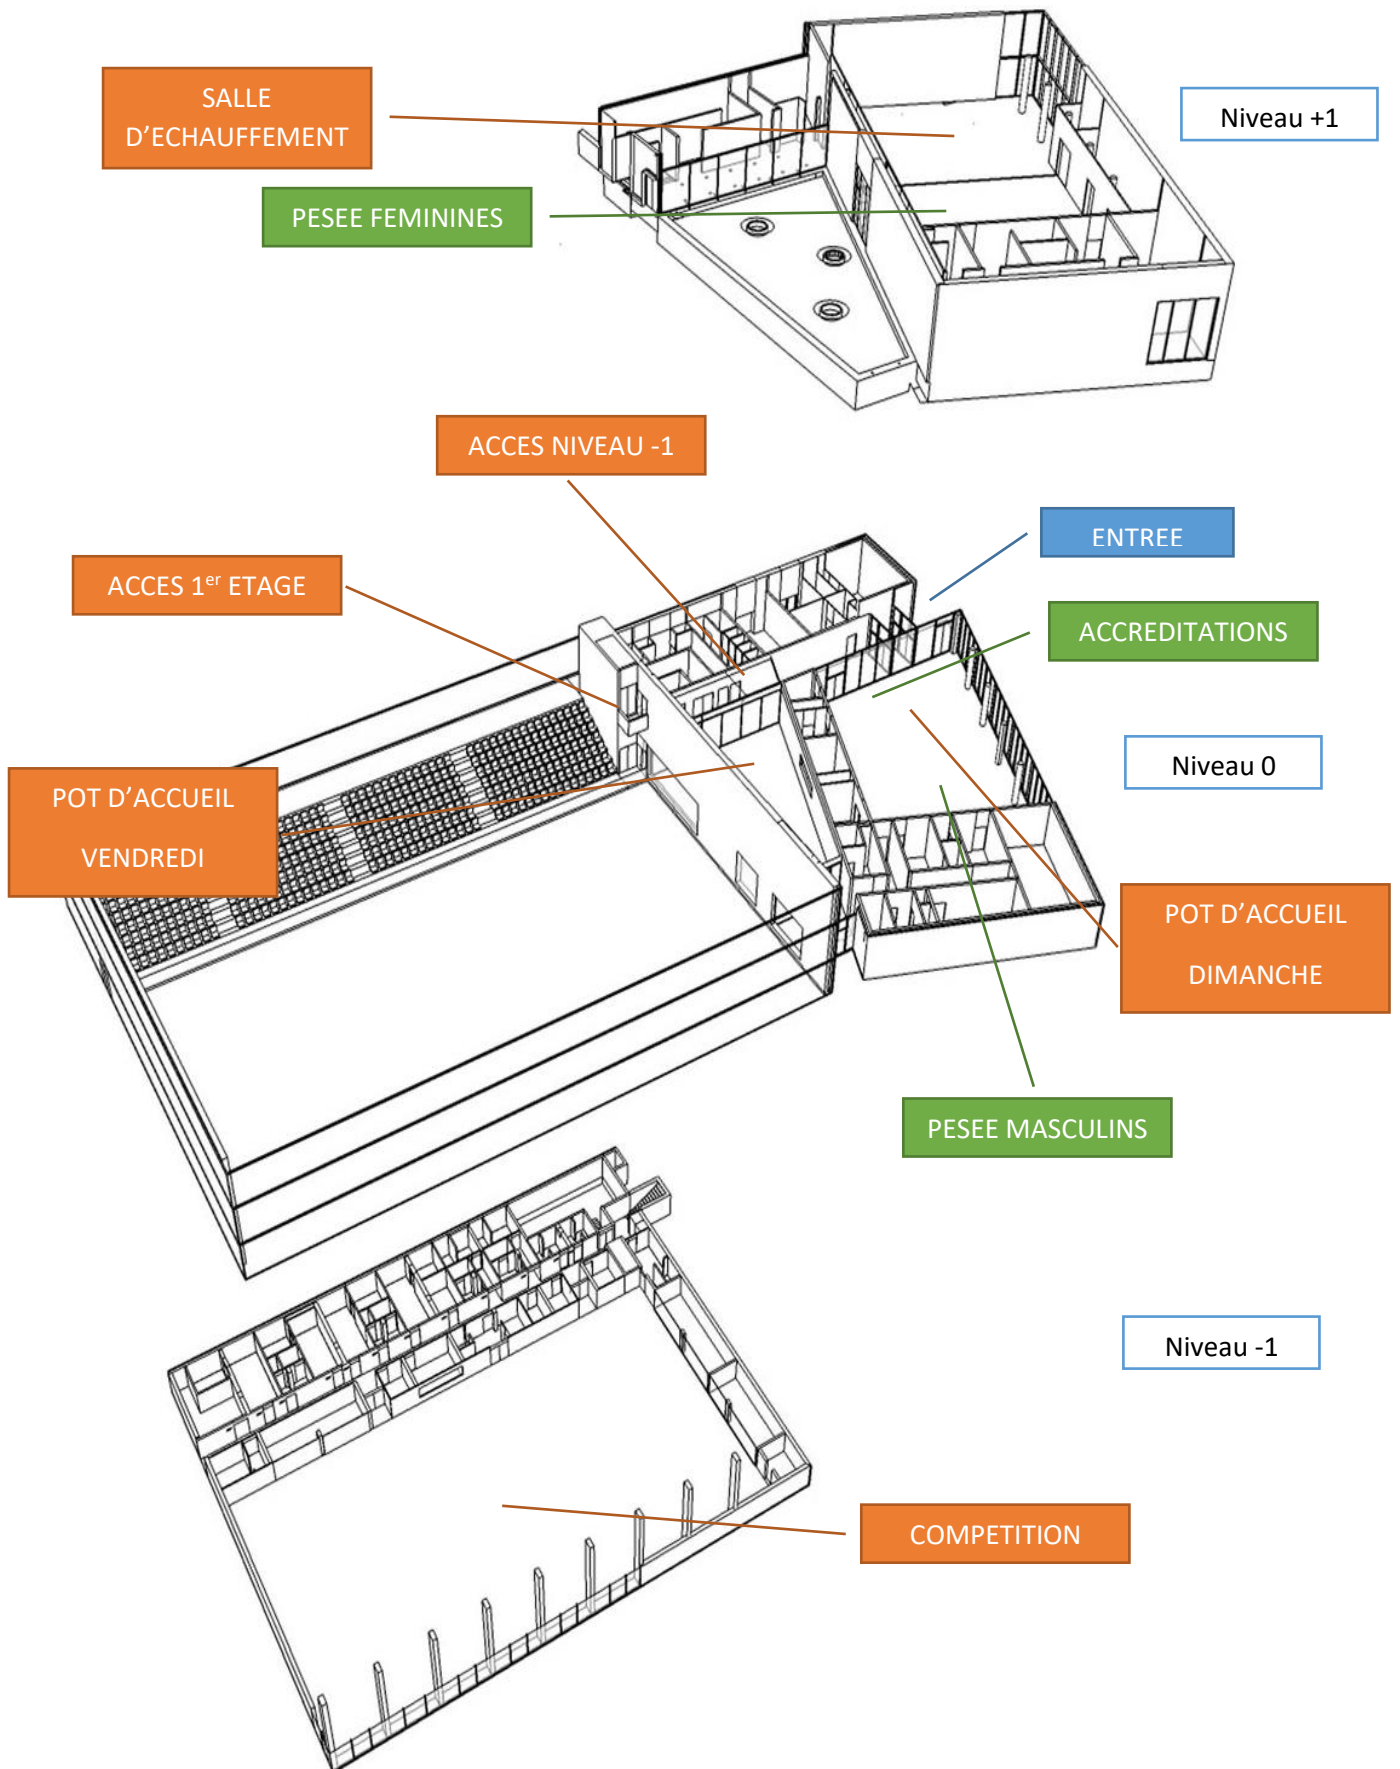 SALLE
D'ECHAUFFEMENT
Niveau +1
PESEE FEMININES
ACCES NIVEAU -1
ENTREE
ACCES 1er ETAGE
ACCREDITATIONS
Niveau 0
POT D'ACCUEIL
VENDREDI
POT D'ACCUEIL
DIMANCHE
PESEE MASCULINS
Niveau -1
COMPETITION